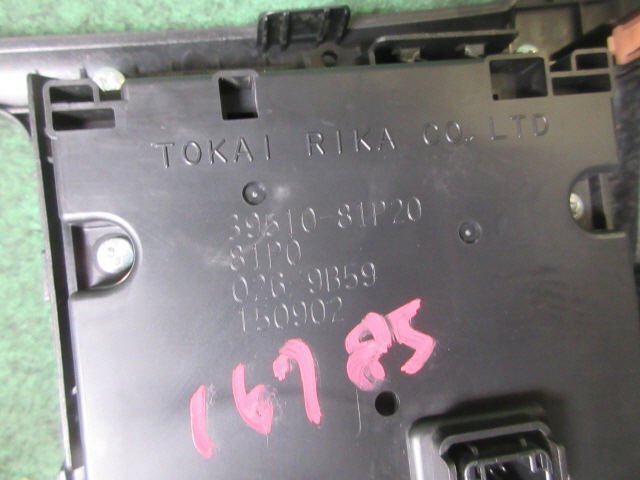 TOKAI RIKA CO. LTD
39510-81P20
81P0
026 9B59
150902
16785